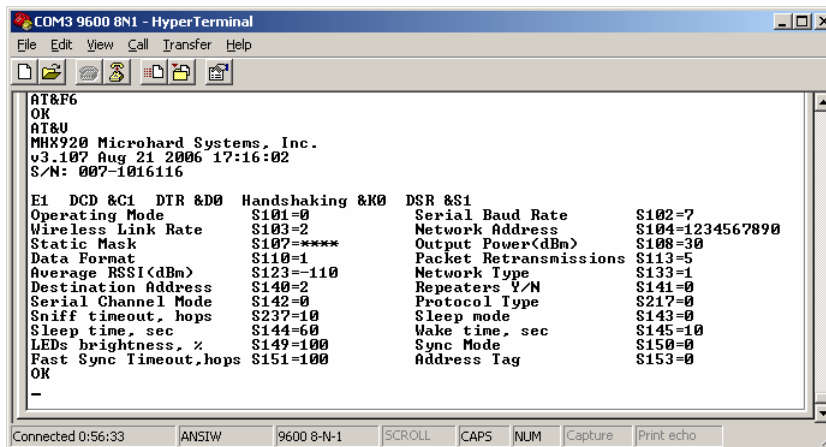 COM3 9600 8N1 - HyperTerminal
File Edit View Call Transfer Help
AT&F6
OK
AT&V
MHX920 Microhard Systems, Inc.
v3.107 Aug 21 2006 17:16:02
S/N: 007-1016116
E1 DCD &C1 DTR &D0 Handshaking &K0 DSR &S1
Operating Mode S101=0 Serial Baud Rate S102=7
Wireless Link Rate S103=2 Network Address S104=1234567890
Static Mask S107=**** Output Power(dBm) S108=30
Data Format S110=1 Packet Retransmissions S113=5
Average RSSI(dBm) S123=-110 Network Type S133=1
Destination Address S140=2 Repeaters Y/N S141=0
Serial Channel Mode S142=0 Protocol Type S217=0
Sniff timeout, hops S237=10 Sleep mode S143=0
Sleep time, sec S144=60 Wake time, sec S145=10
LEDs brightness, % S149=100 Sync Mode S150=0
Fast Sync Timeout,hops S151=100 Address Tag S153=0
OK
_
Connected 0:56:33 ANSIW 9600 8-N-1 SCROLL CAPS NUM Capture Print echo